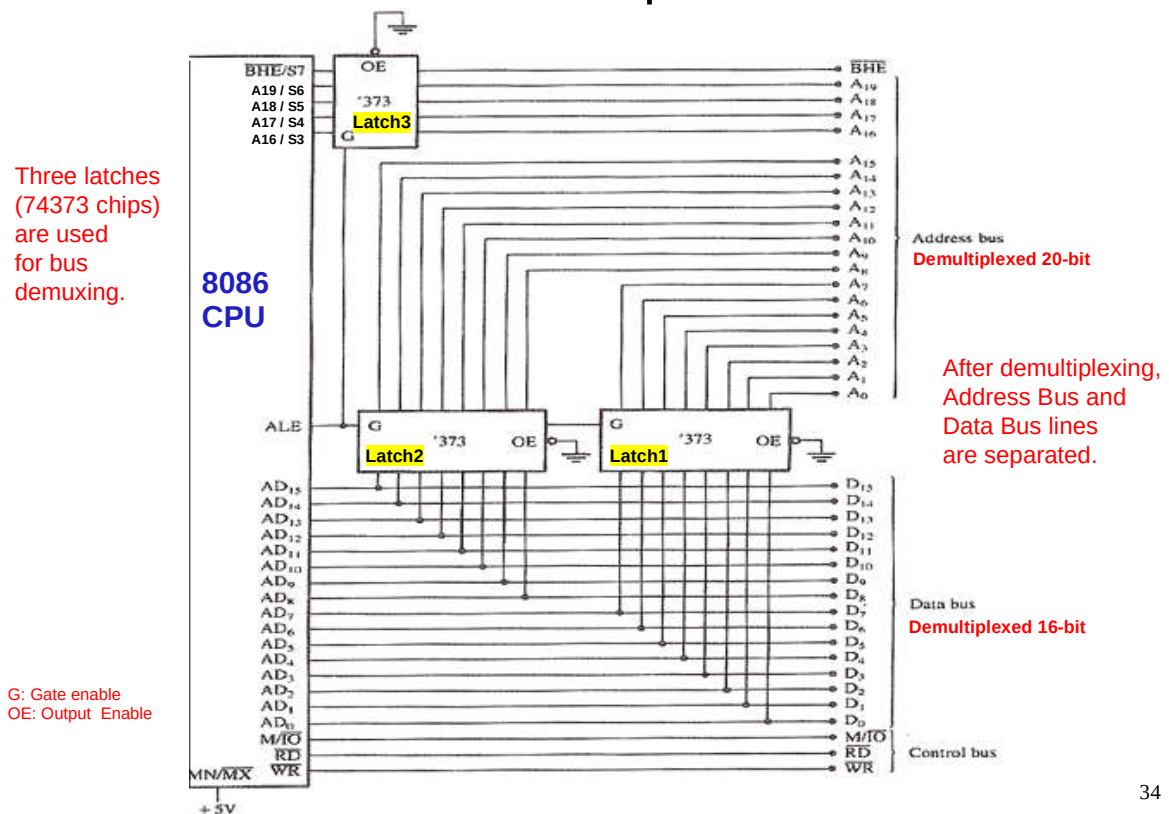 BHE/S7
A19 / S6
A18 / S5
A17 / S4
A16 / S3
OE
'373
Latch3
G
BHE
A19
A18
A17
A16
A15
A14
A13
A12
A11
A10
A9
A8
A7
A6
A5
A4
A3
A2
A1
A0
Address bus
Demultiplexed 20-bit
Three latches
(74373 chips)
are used
for bus
demuxing.
8086
CPU
After demultiplexing,
Address Bus and
Data Bus lines
are separated.
ALE
G
'373
OE
Latch2
G
'373
OE
Latch1
AD15
AD14
AD13
AD12
AD11
AD10
AD9
AD8
AD7
AD6
AD5
AD4
AD3
AD2
AD1
AD0
M/IO
RD
WR
MN/MX
+ 5V
D15
D14
D13
D12
D11
D10
D9
D8
D7
D6
D5
D4
D3
D2
D1
D0
Data bus
Demultiplexed 16-bit
M/IO
RD
WR
Control bus
G: Gate enable
OE: Output Enable
34